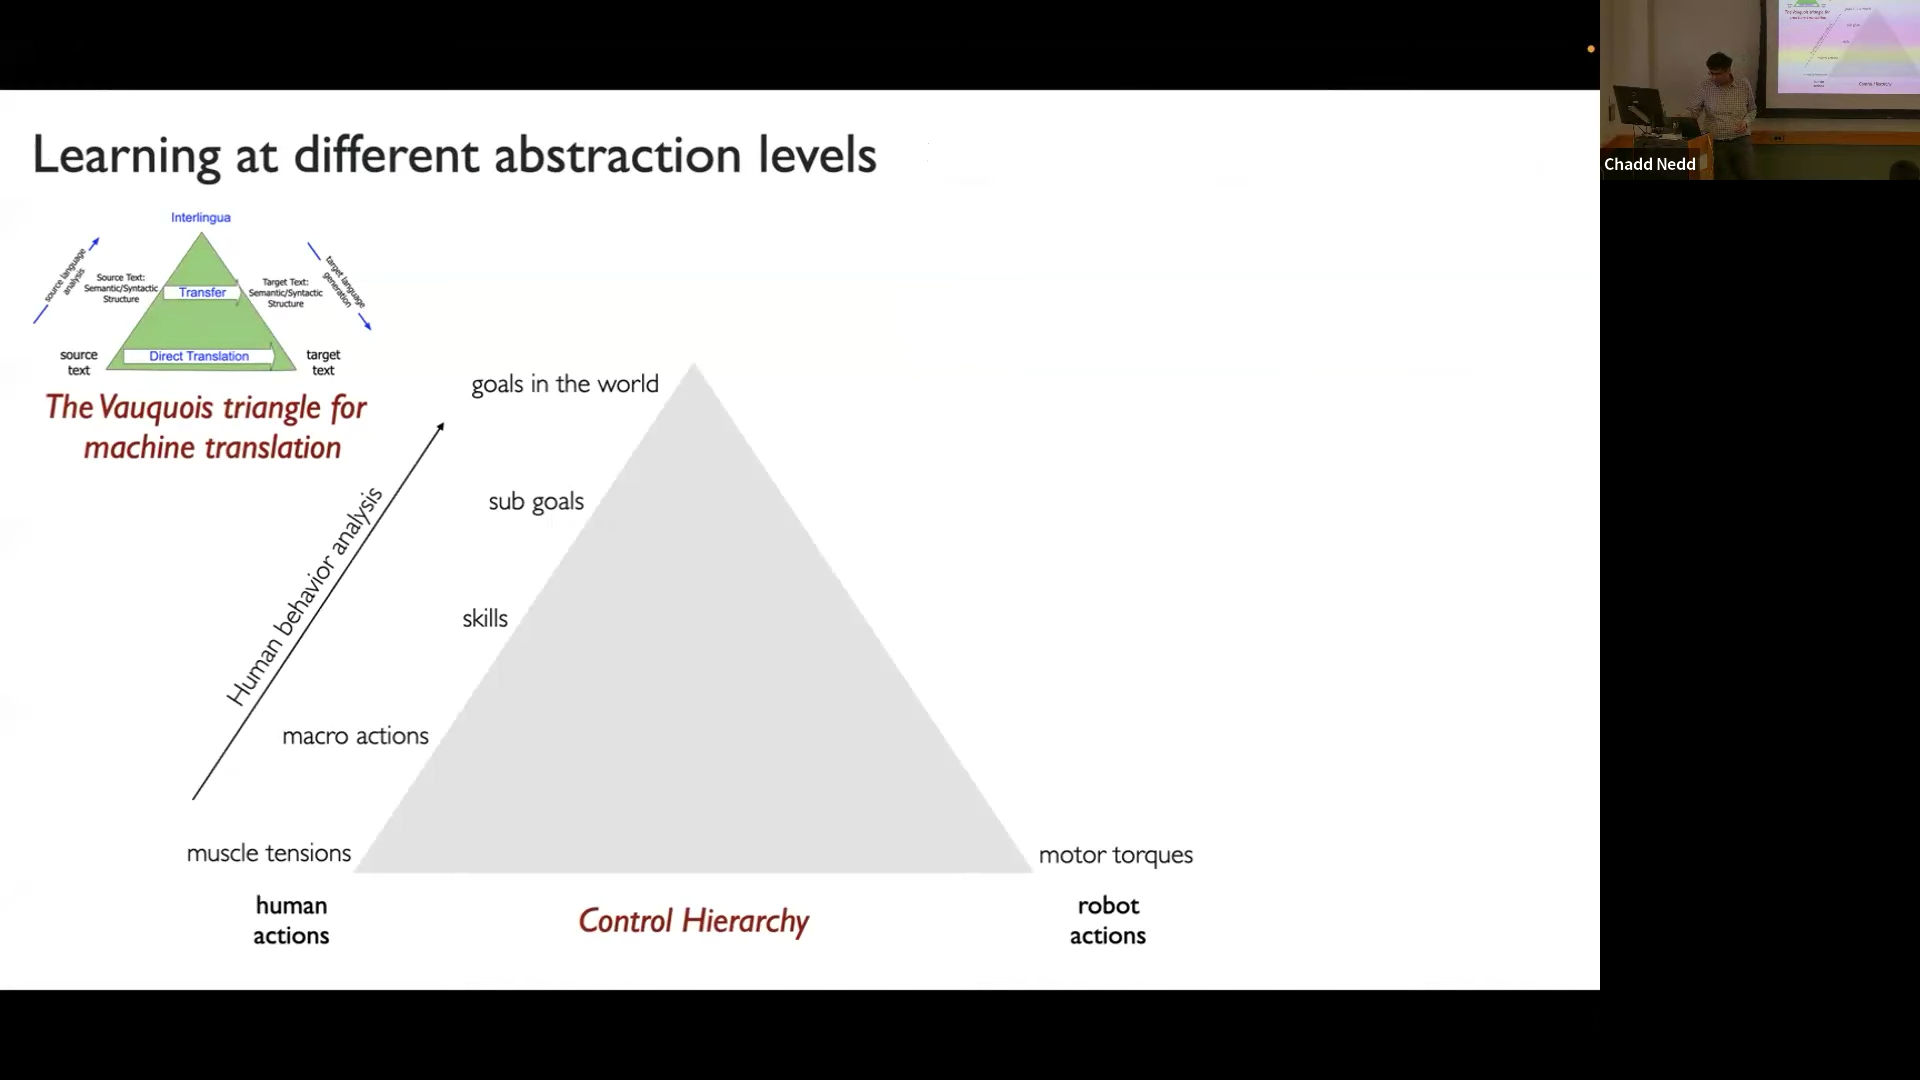 Learning at different abstraction levels
Interlingua
source language
analysis
target language
generation
Source Text:
Semantic/Syntactic
Structure
Transfer
Target Text:
Semantic/Syntactic
Structure
source
text
Direct Translation
target
text
The Vauquois triangle for
machine translation
goals in the world
sub goals
Human behavior analysis
skills
macro actions
muscle tensions
motor torques
human
actions
Control Hierarchy
robot
actions
Chadd Nedd